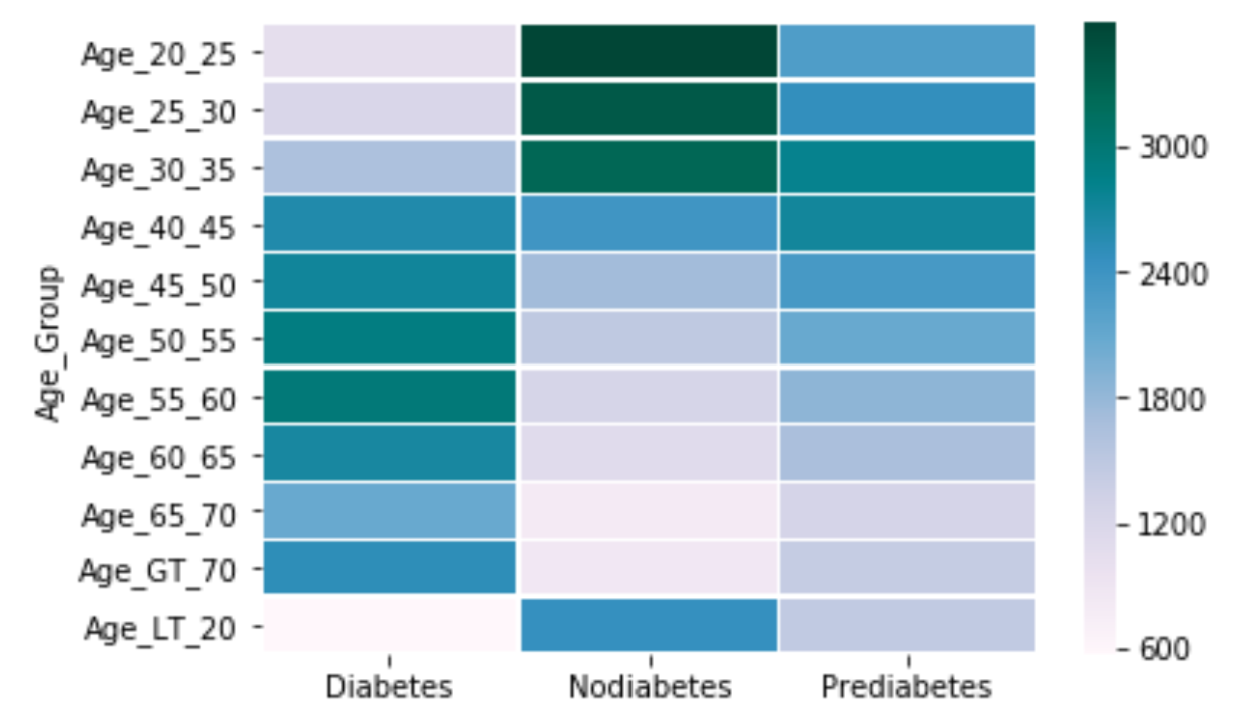 Age_Group
Age_20_25
Age_25_30
Age_30_35
Age_40_45
Age_45_50
Age_50_55
Age_55_60
Age_60_65
Age_65_70
Age_GT_70
Age_LT_20
Diabetes
Nodiabetes
Prediabetes
3000
2400
1800
1200
600